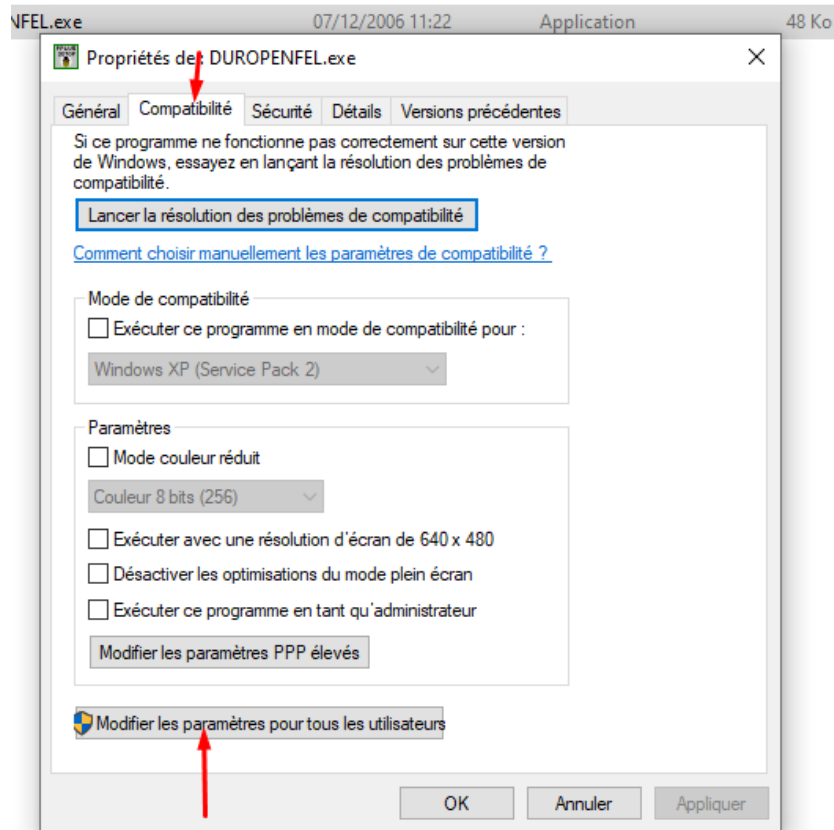 NFEL.exe 07/12/2006 11:22 Application 48 Ko
Propriétés de : DUROPENFEL.exe
Général Compatibilité Sécurité Détails Versions précédentes
Si ce programme ne fonctionne pas correctement sur cette version
de Windows, essayez en lançant la résolution des problèmes de
compatibilité.
Lancer la résolution des problèmes de compatibilité
Comment choisir manuellement les paramètres de compatibilité ?
Mode de compatibilité
Exécuter ce programme en mode de compatibilité pour :
Windows XP (Service Pack 2)
Paramètres
Mode couleur réduit
Couleur 8 bits (256)
Exécuter avec une résolution d'écran de 640 x 480
Désactiver les optimisations du mode plein écran
Exécuter ce programme en tant qu'administrateur
Modifier les paramètres PPP élevés
Modifier les paramètres pour tous les utilisateurs
OK Annuler Appliquer